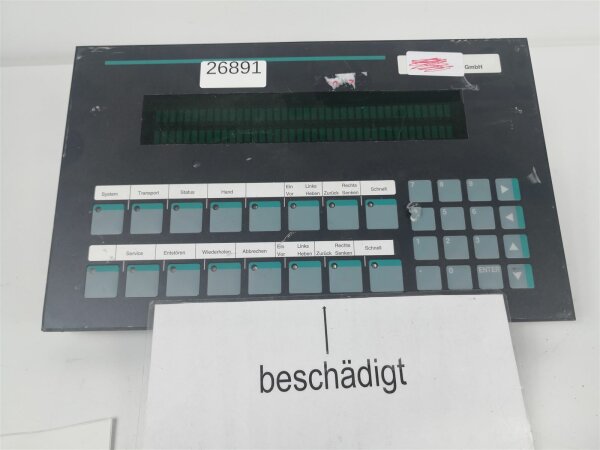 26891
GmbH
System Transport Status Hand Ein Vor Links Heben Zurück Rechts Senken Schnell
7 8 9
4 5 6
Service Entstören Wiederholen Abbrechen Ein Vor Links Heben Zurück Rechts Senken Schnell
1 2 3
0 ENTER
beschädigt